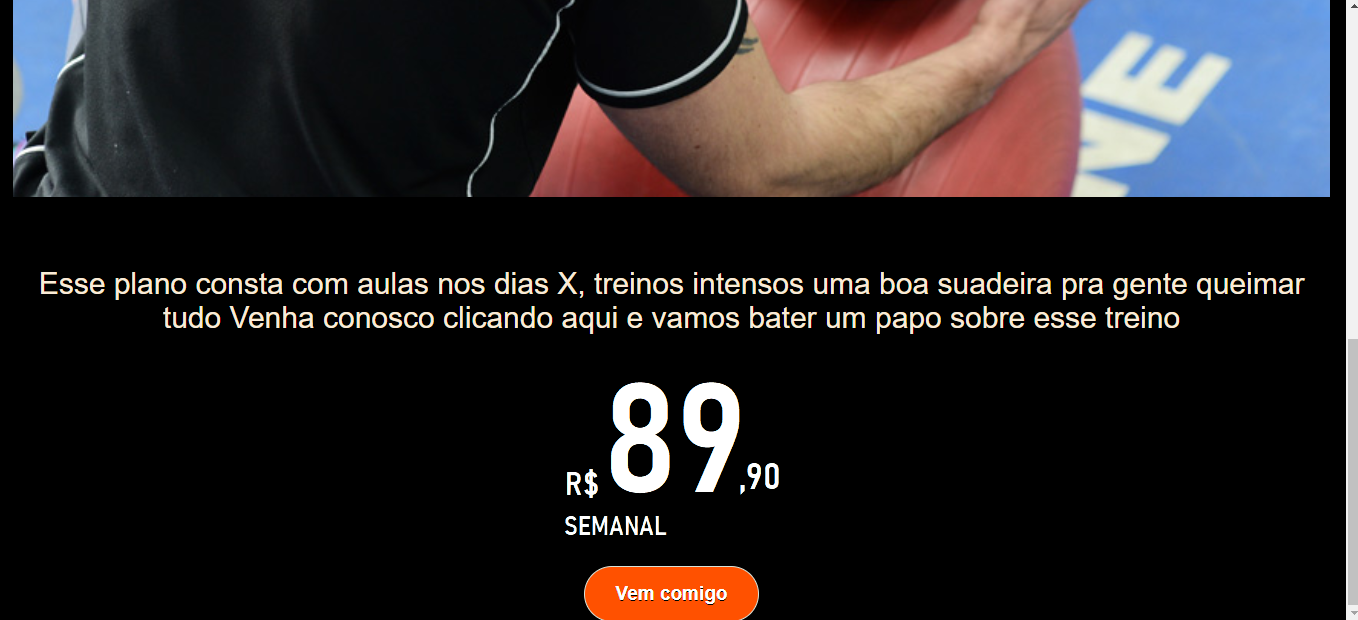 NE
Esse plano consta com aulas nos dias X, treinos intensos uma boa suadeira pra gente queimar
tudo Venha conosco clicando aqui e vamos bater um papo sobre esse treino
R$ 89,90
SEMANAL
Vem comigo